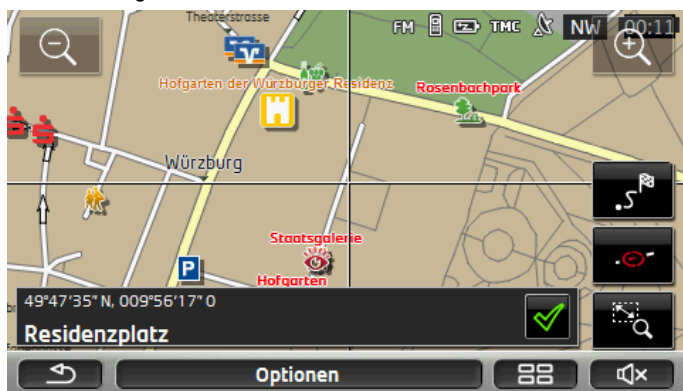 Theaterstrasse
FM TMC NW 00:11
Hofgarten der Würzburger Residenz
Rosenbachpark
Würzburg
S
Staatsgalerie
P
Hofgarten
49°47'35" N, 009°56'17" O
Residenzplatz
Optionen